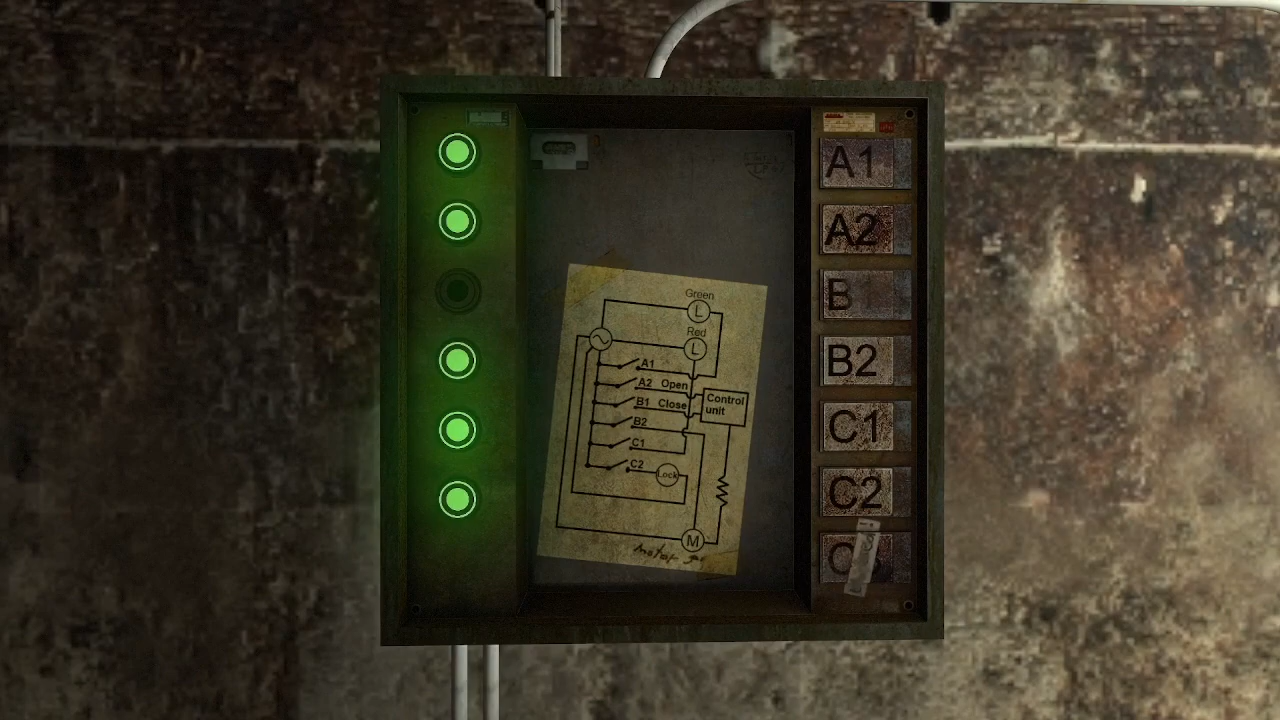 A1
A2
B
B2
C1
C2
C
Green
L
Red
L
A1
A2 Open
B1 Close
Control
unit
B2
C1
C2
Lock
M